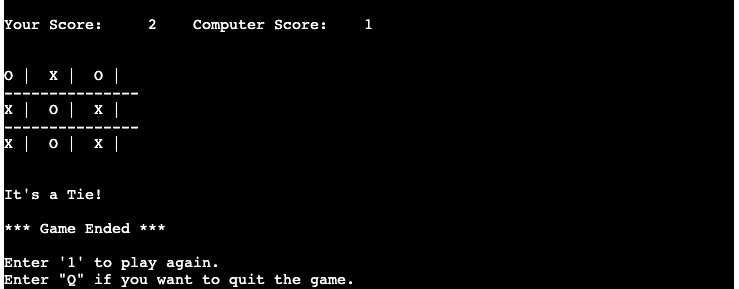 Your Score:     2    Computer Score:    1
O |  X |  O |
---------------
X |  O |  X |
---------------
X |  O |  X |
It's a Tie!
*** Game Ended ***
Enter '1' to play again.
Enter "Q" if you want to quit the game.